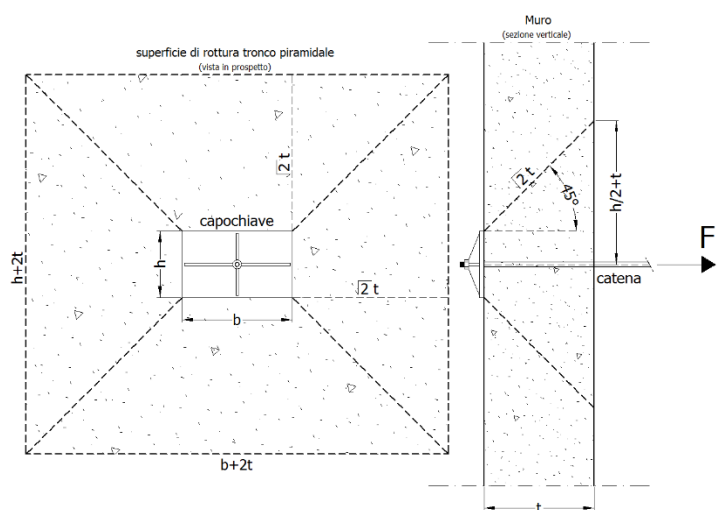 superficie di rottura tronco piramidale
(vista in prospetto)
Muro
(sezione verticale)
√2 t
capochiave
h
b
√2 t
h+2t
b+2t
√2 t
45°
h/2+t
F
catena
t